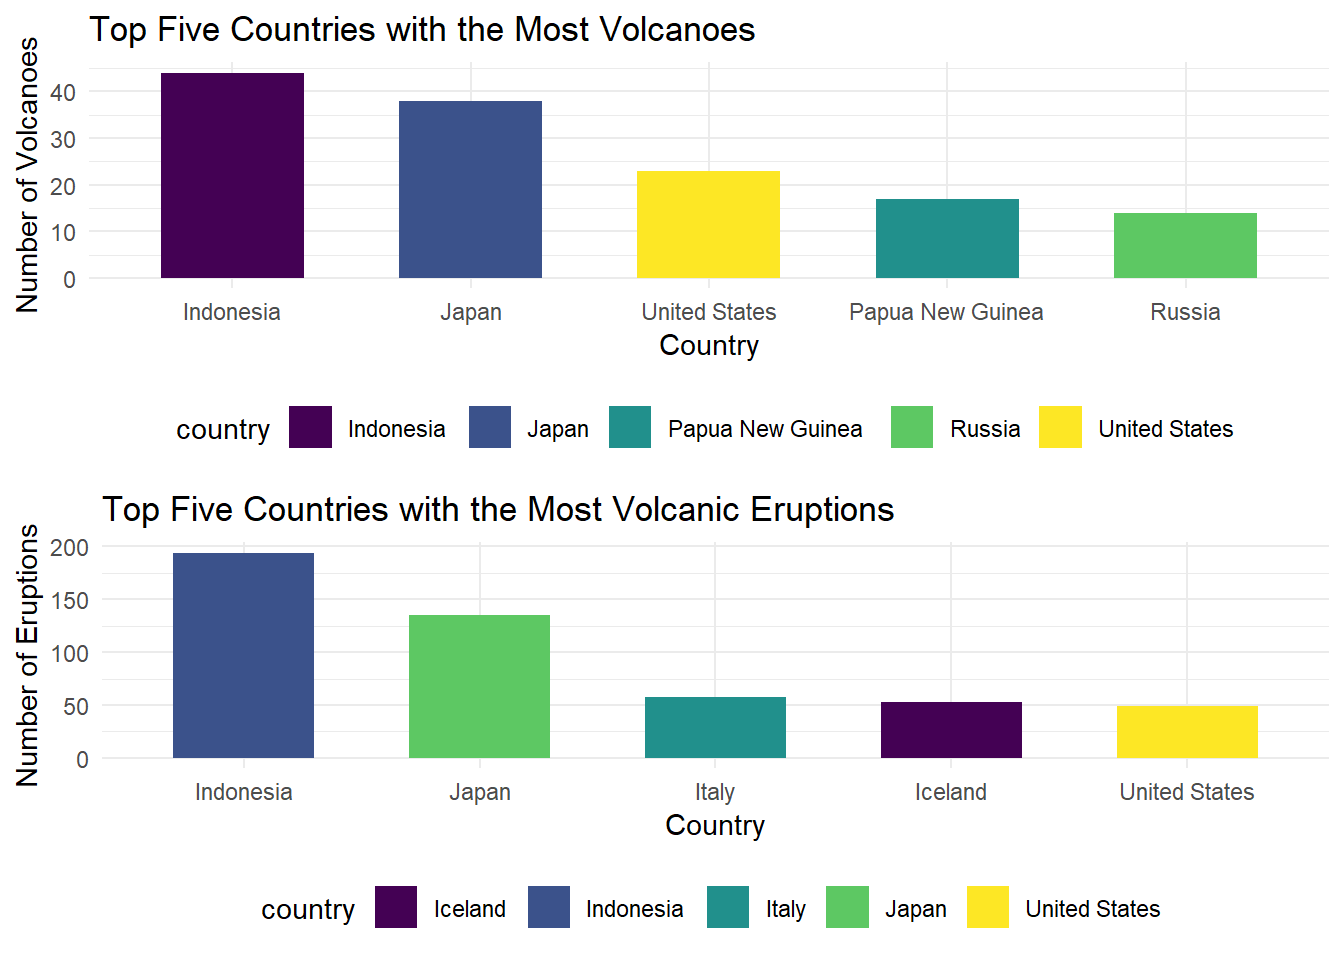 Top Five Countries with the Most Volcanoes
Number of Volcanoes
40
30
20
10
0
Indonesia Japan United States Papua New Guinea Russia
Country
country Indonesia Japan Papua New Guinea Russia United States
Top Five Countries with the Most Volcanic Eruptions
Number of Eruptions
200
150
100
50
0
Indonesia Japan Italy Iceland United States
Country
country Iceland Indonesia Italy Japan United States